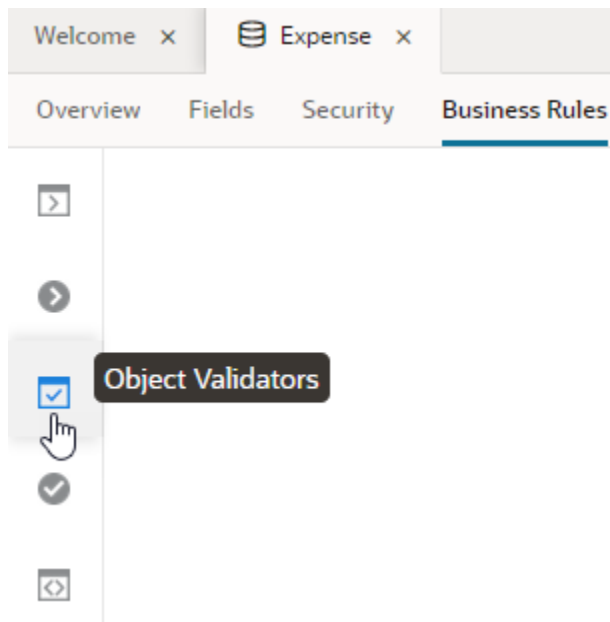 Welcome × Expense ×
Overview Fields Security Business Rules
Object Validators